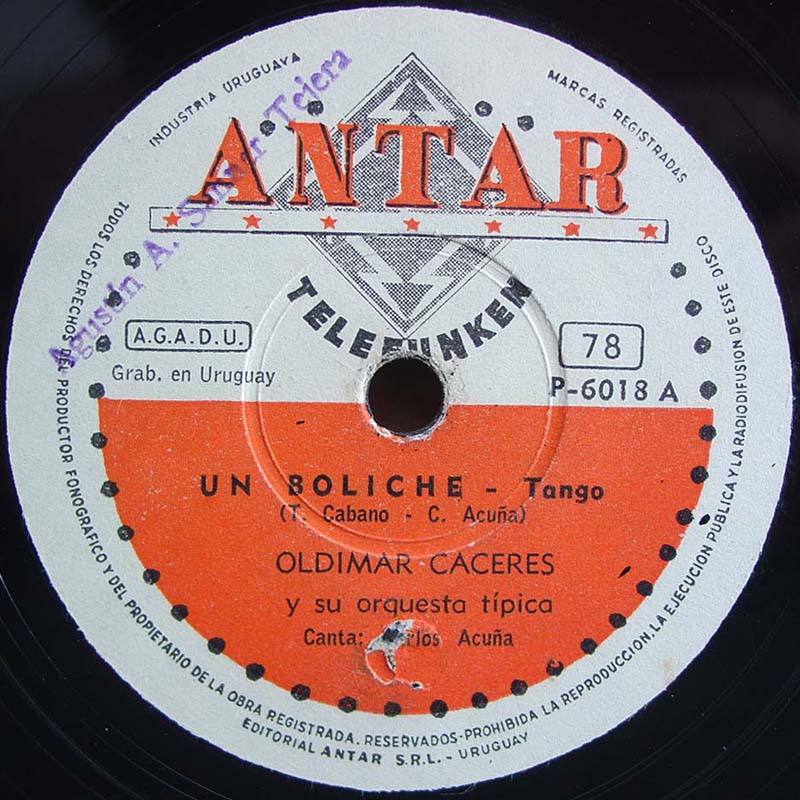 INDUSTRIA URUGUAYA
MARCAS REGISTRADAS
ANTAR
TELEFUNKEN
A.G.A.D.U.
Grab. en Uruguay
78
P-6018 A
UN BOLICHE - Tango
(T. Cabano - C. Acuña)
OLDIMAR CACERES
y su orquesta típica
Canta: Acuña
TODOS LOS DERECHOS DEL PRODUCTOR FONOGRAFICO Y DEL PROPIETARIO DE LA OBRA REGISTRADA. RESERVADOS-PROHIBIDA LA REPRODUCCION, LA EJECUCION PUBLICA Y LA RADIODIFUSION DE ESTE DISCO
EDITORIAL ANTAR S.R.L. - URUGUAY
Agustín A. Tejera